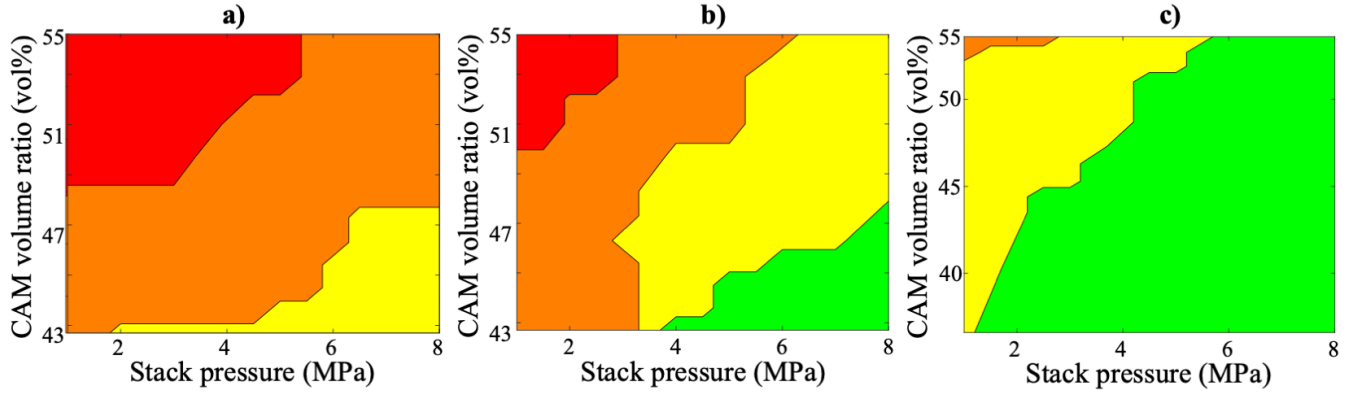 a)
CAM volume ratio (vol%)
55
51
47
43
2 4 6 8
Stack pressure (MPa)
b)
CAM volume ratio (vol%)
55
51
47
43
2 4 6 8
Stack pressure (MPa)
c)
CAM volume ratio (vol%)
55
50
45
40
2 4 6 8
Stack pressure (MPa)